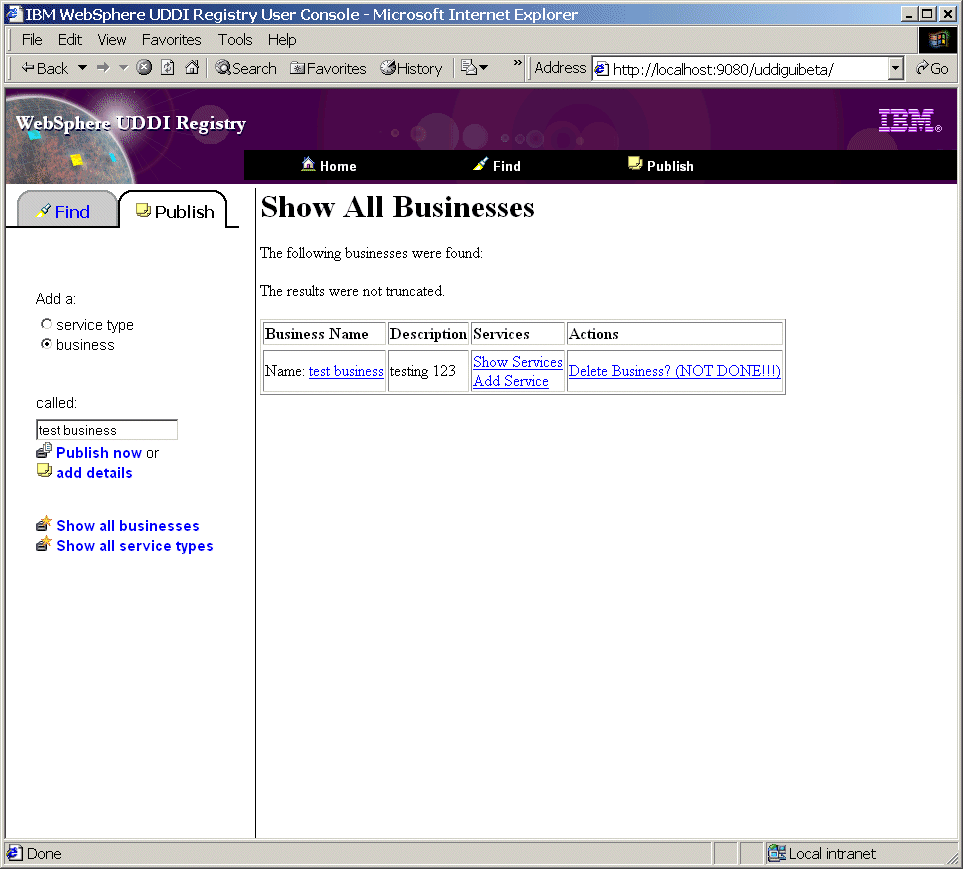 IBM WebSphere UDDI Registry User Console - Microsoft Internet Explorer
File Edit View Favorites Tools Help
Back Search Favorites History » Address http://localhost:9080/uddiguibeta/ Go
WebSphere UDDI Registry IBM®
Home Find Publish
Find Publish
Add a:
service type
business
called:
test business
Publish now or
add details
Show all businesses
Show all service types
Show All Businesses
The following businesses were found:
The results were not truncated.
Business Name Description Services Actions
Name: test business testing 123 Show Services Delete Business? (NOT DONE!!!)
Add Service
Done Local intranet